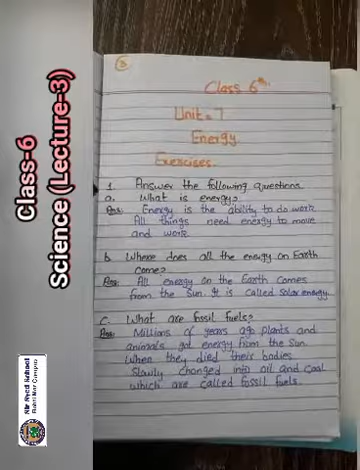 Class-6
Science (Lecture-3)
Sir Syed School
3
Class 6th
Unit = 7
Energy
Exercises.
1. Answer the following questions
a. What is energy?
Ans: Energy is the ability to do work.
All things need energy to move
and work.
b. Where does all the energy on Earth
come?
Ans: All energy on the Earth comes
from the Sun. It is called Solar energy.
c. What are fossil fuels?
Ans: Millions of years ago plants and
animals got energy from the Sun
When they died their bodies
Slowly changed into oil and coal
which are called fossil fuels.